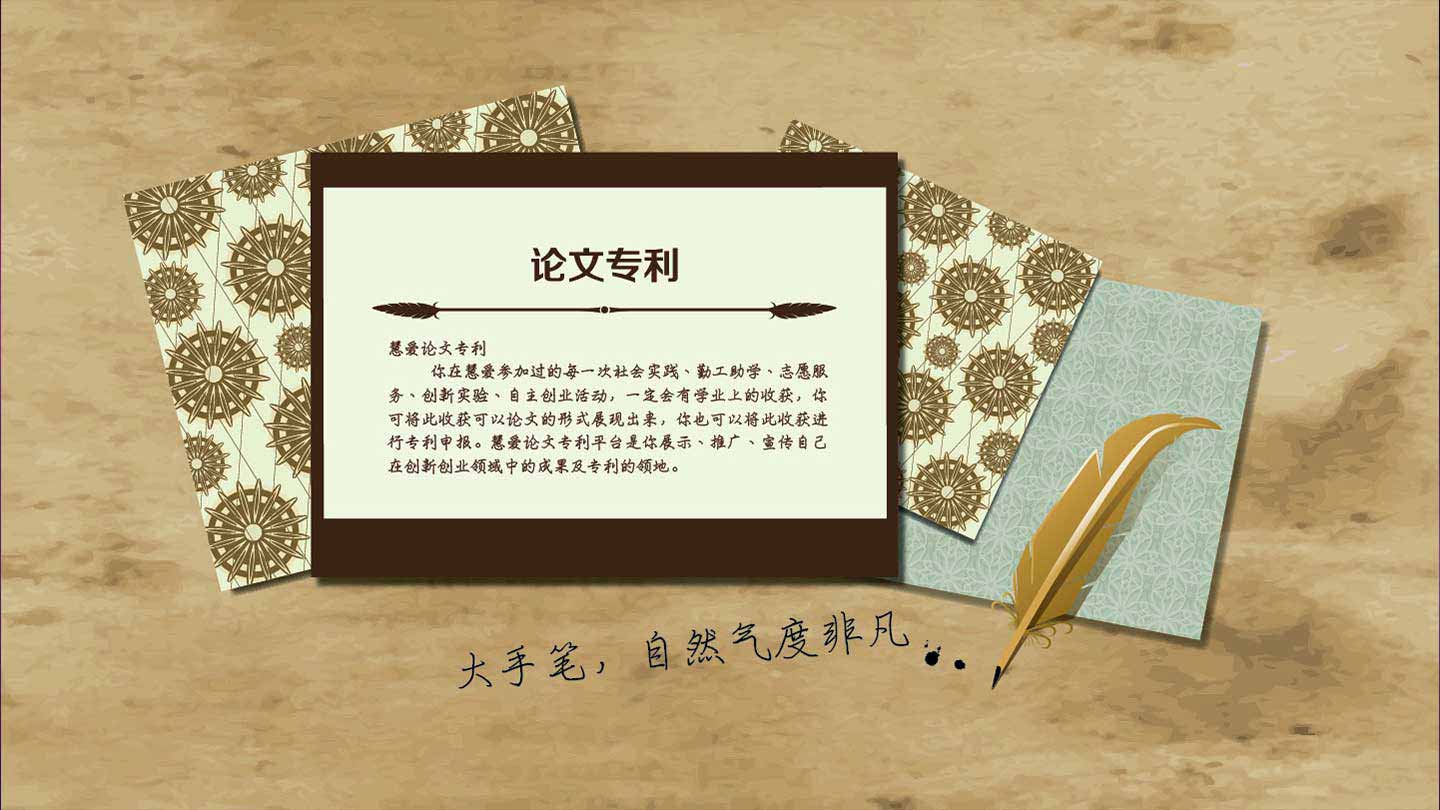 论文专利
慧爱论文专利
你在慧爱参加过的每一次社会实践、勤工助学、志愿服
务、创新实验、自主创业活动，一定会有学业上的收获，你
可将此收获可以论文的形式展现出来，你也可以将此收获进
行专利申报。慧爱论文专利平台是你展示、推广、宣传自己
在创新创业领域中的成果及专利的领地。
大手笔，自然气度非凡...